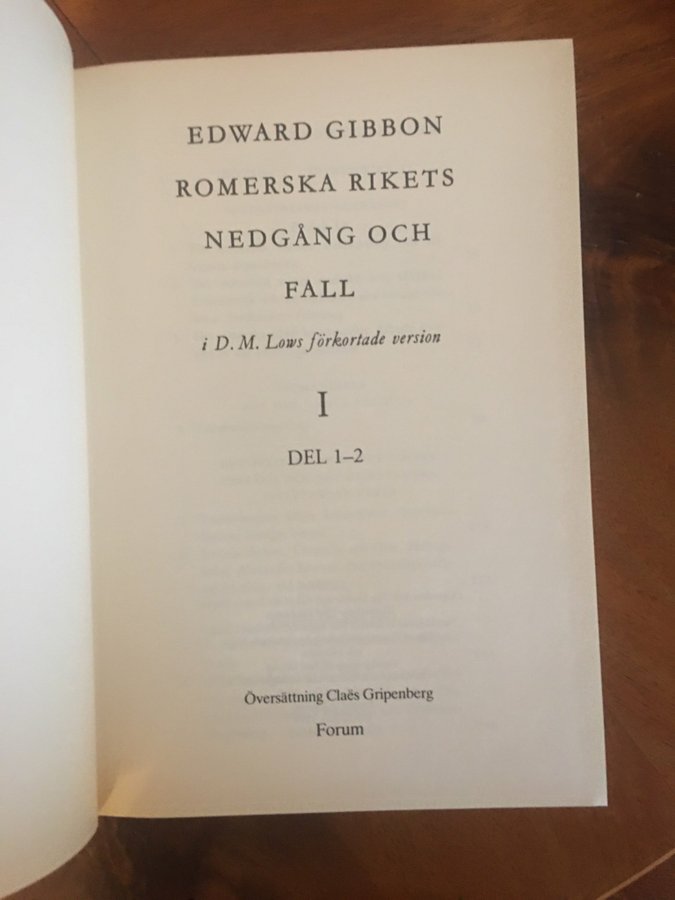 EDWARD GIBBON
ROMERSKA RIKETS
NEDGÅNG OCH
FALL
i D. M. Lows förkortade version
I
DEL 1–2
Översättning Claës Gripenberg
Forum